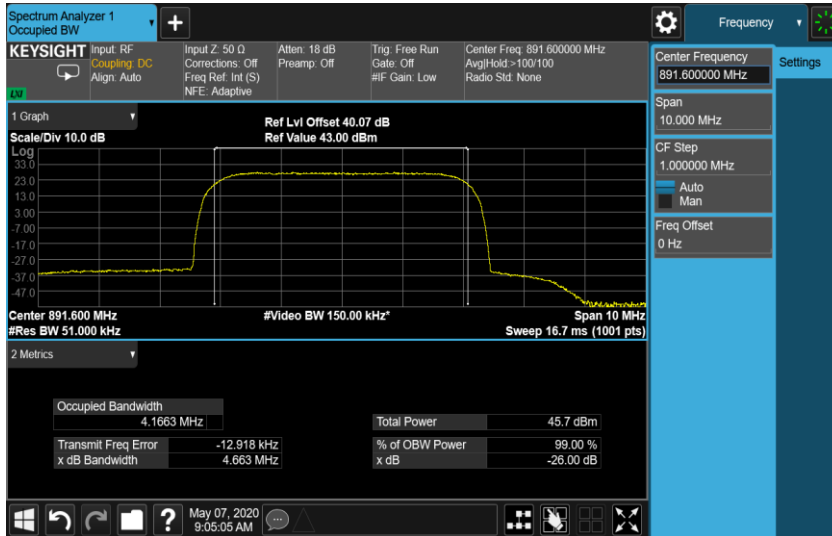 Spectrum Analyzer 1
Occupied BW
Frequency
KEYSIGHT
LXI
Input: RF
Coupling: DC
Align: Auto
Input Z: 50 Ω
Corrections: Off
Freq Ref: Int (S)
NFE: Adaptive
Atten: 18 dB
Preamp: Off
Trig: Free Run
Gate: Off
#IF Gain: Low
Center Freq: 891.600000 MHz
Avg|Hold:>100/100
Radio Std: None
Center Frequency
891.600000 MHz
Settings
Span
10.000 MHz
CF Step
1.000000 MHz
Auto
Man
Freq Offset
0 Hz
1 Graph
Scale/Div 10.0 dB
Ref Lvl Offset 40.07 dB
Ref Value 43.00 dBm
Log
33.0
23.0
13.0
3.00
-7.00
-17.0
-27.0
-37.0
-47.0
Center 891.600 MHz
#Video BW 150.00 kHz*
Span 10 MHz
#Res BW 51.000 kHz
Sweep 16.7 ms (1001 pts)
2 Metrics
Occupied Bandwidth
4.1663 MHz
Total Power 45.7 dBm
Transmit Freq Error -12.918 kHz
% of OBW Power 99.00 %
x dB Bandwidth 4.663 MHz
x dB -26.00 dB
May 07, 2020
9:05:05 AM